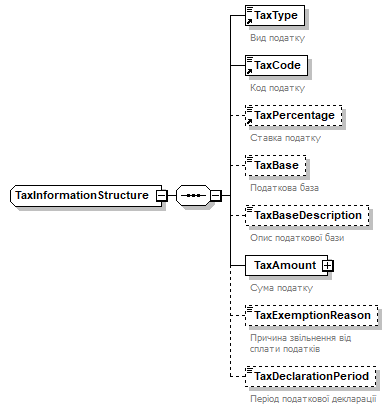 TaxType
Вид податку
TaxCode
Код податку
TaxPercentage
Ставка податку
TaxBase
Податкова база
TaxInformationStructure
TaxBaseDescription
Опис податкової бази
TaxAmount
Сума податку
TaxExemptionReason
Причина звільнення від
сплати податків
TaxDeclarationPeriod
Період податкової декларації